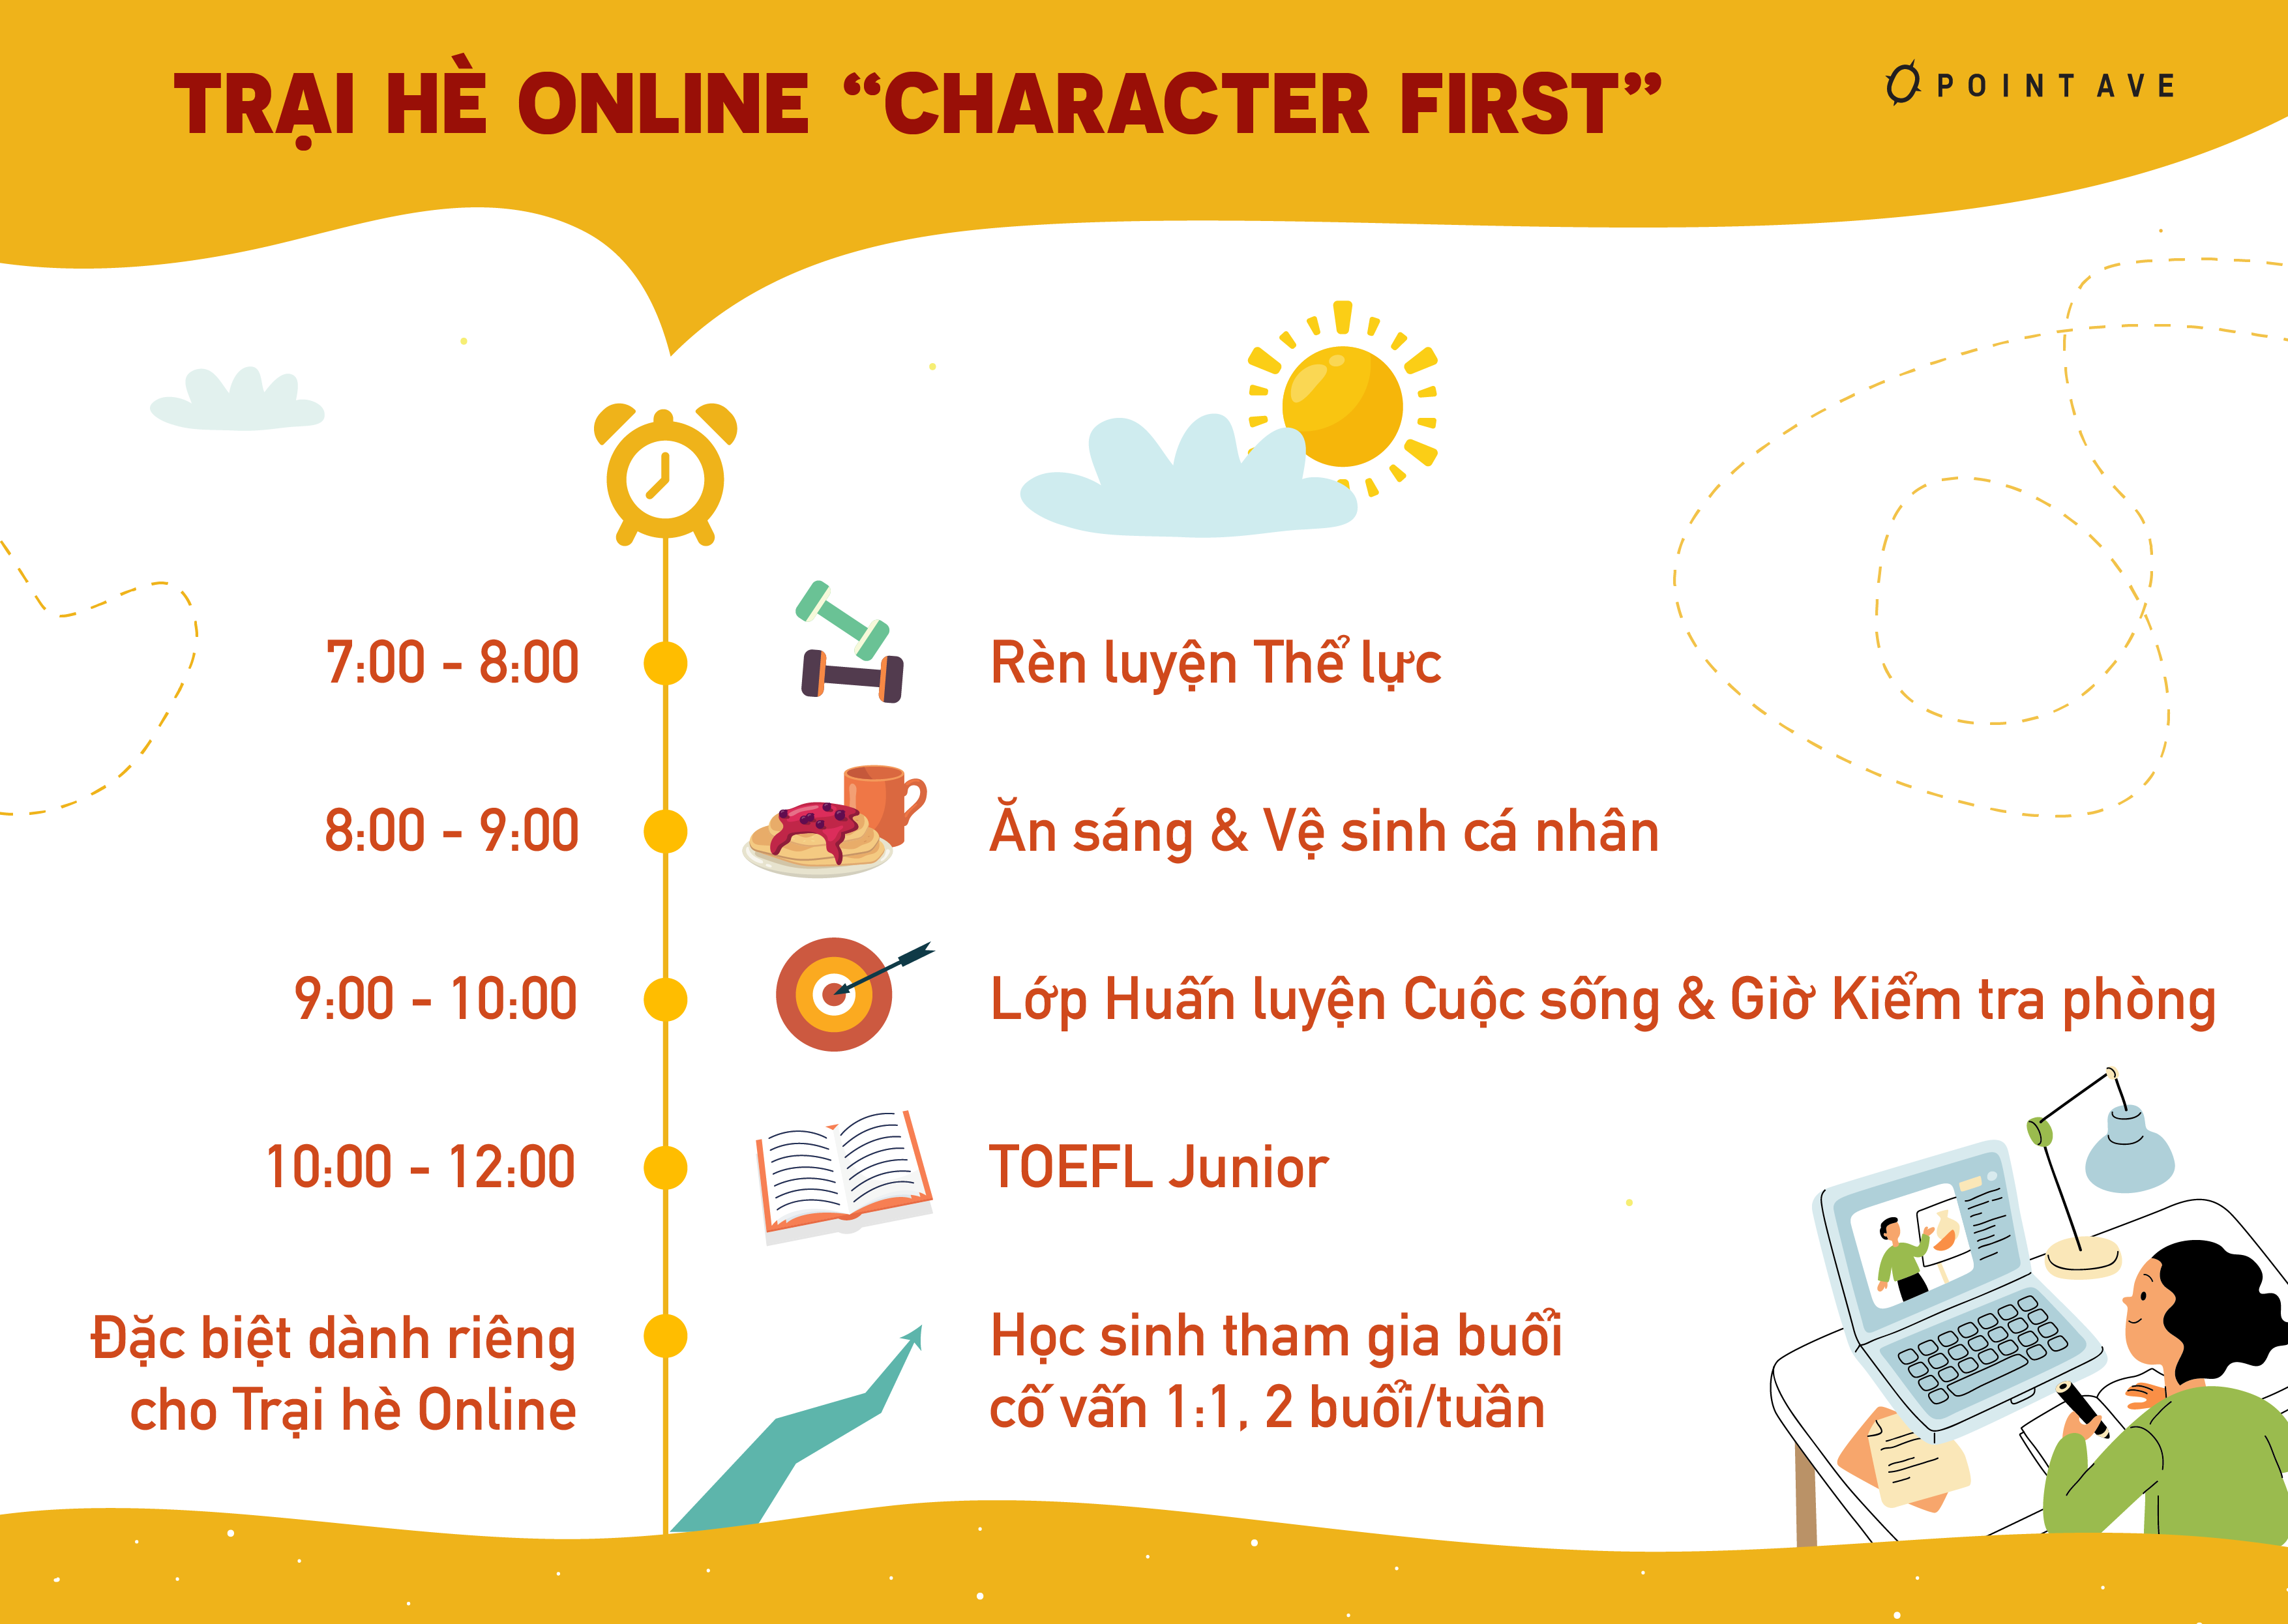 TRẠI HÈ ONLINE “CHARACTER FIRST”
POINT AVE
7:00 - 8:00
Rèn luyện Thể lực
8:00 - 9:00
Ăn sáng & Vệ sinh cá nhân
9:00 - 10:00
Lớp Huấn luyện Cuộc sống & Giờ Kiểm tra phòng
10:00 - 12:00
TOEFL Junior
Đặc biệt dành riêng
cho Trại hè Online
Học sinh tham gia buổi
cố vấn 1:1, 2 buổi/tuần